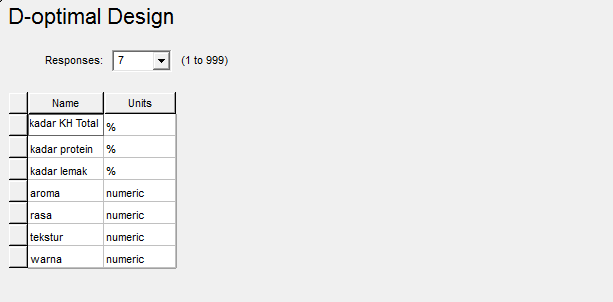 D-optimal Design
Responses: 7 (1 to 999)
Name Units
kadar KH Total %
kadar protein %
kadar lemak %
aroma numeric
rasa numeric
tekstur numeric
warna numeric